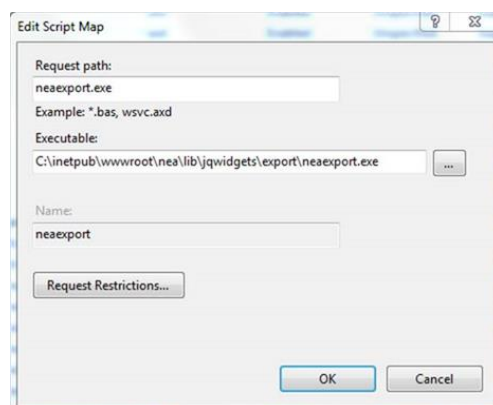 Edit Script Map
Request path:
neaexport.exe
Example: *.bas, wsvc.axd
Executable:
C:\inetpub\wwwroot\nea\lib\jqwidgets\export\neaexport.exe
...
Name:
neaexport
Request Restrictions...
OK
Cancel